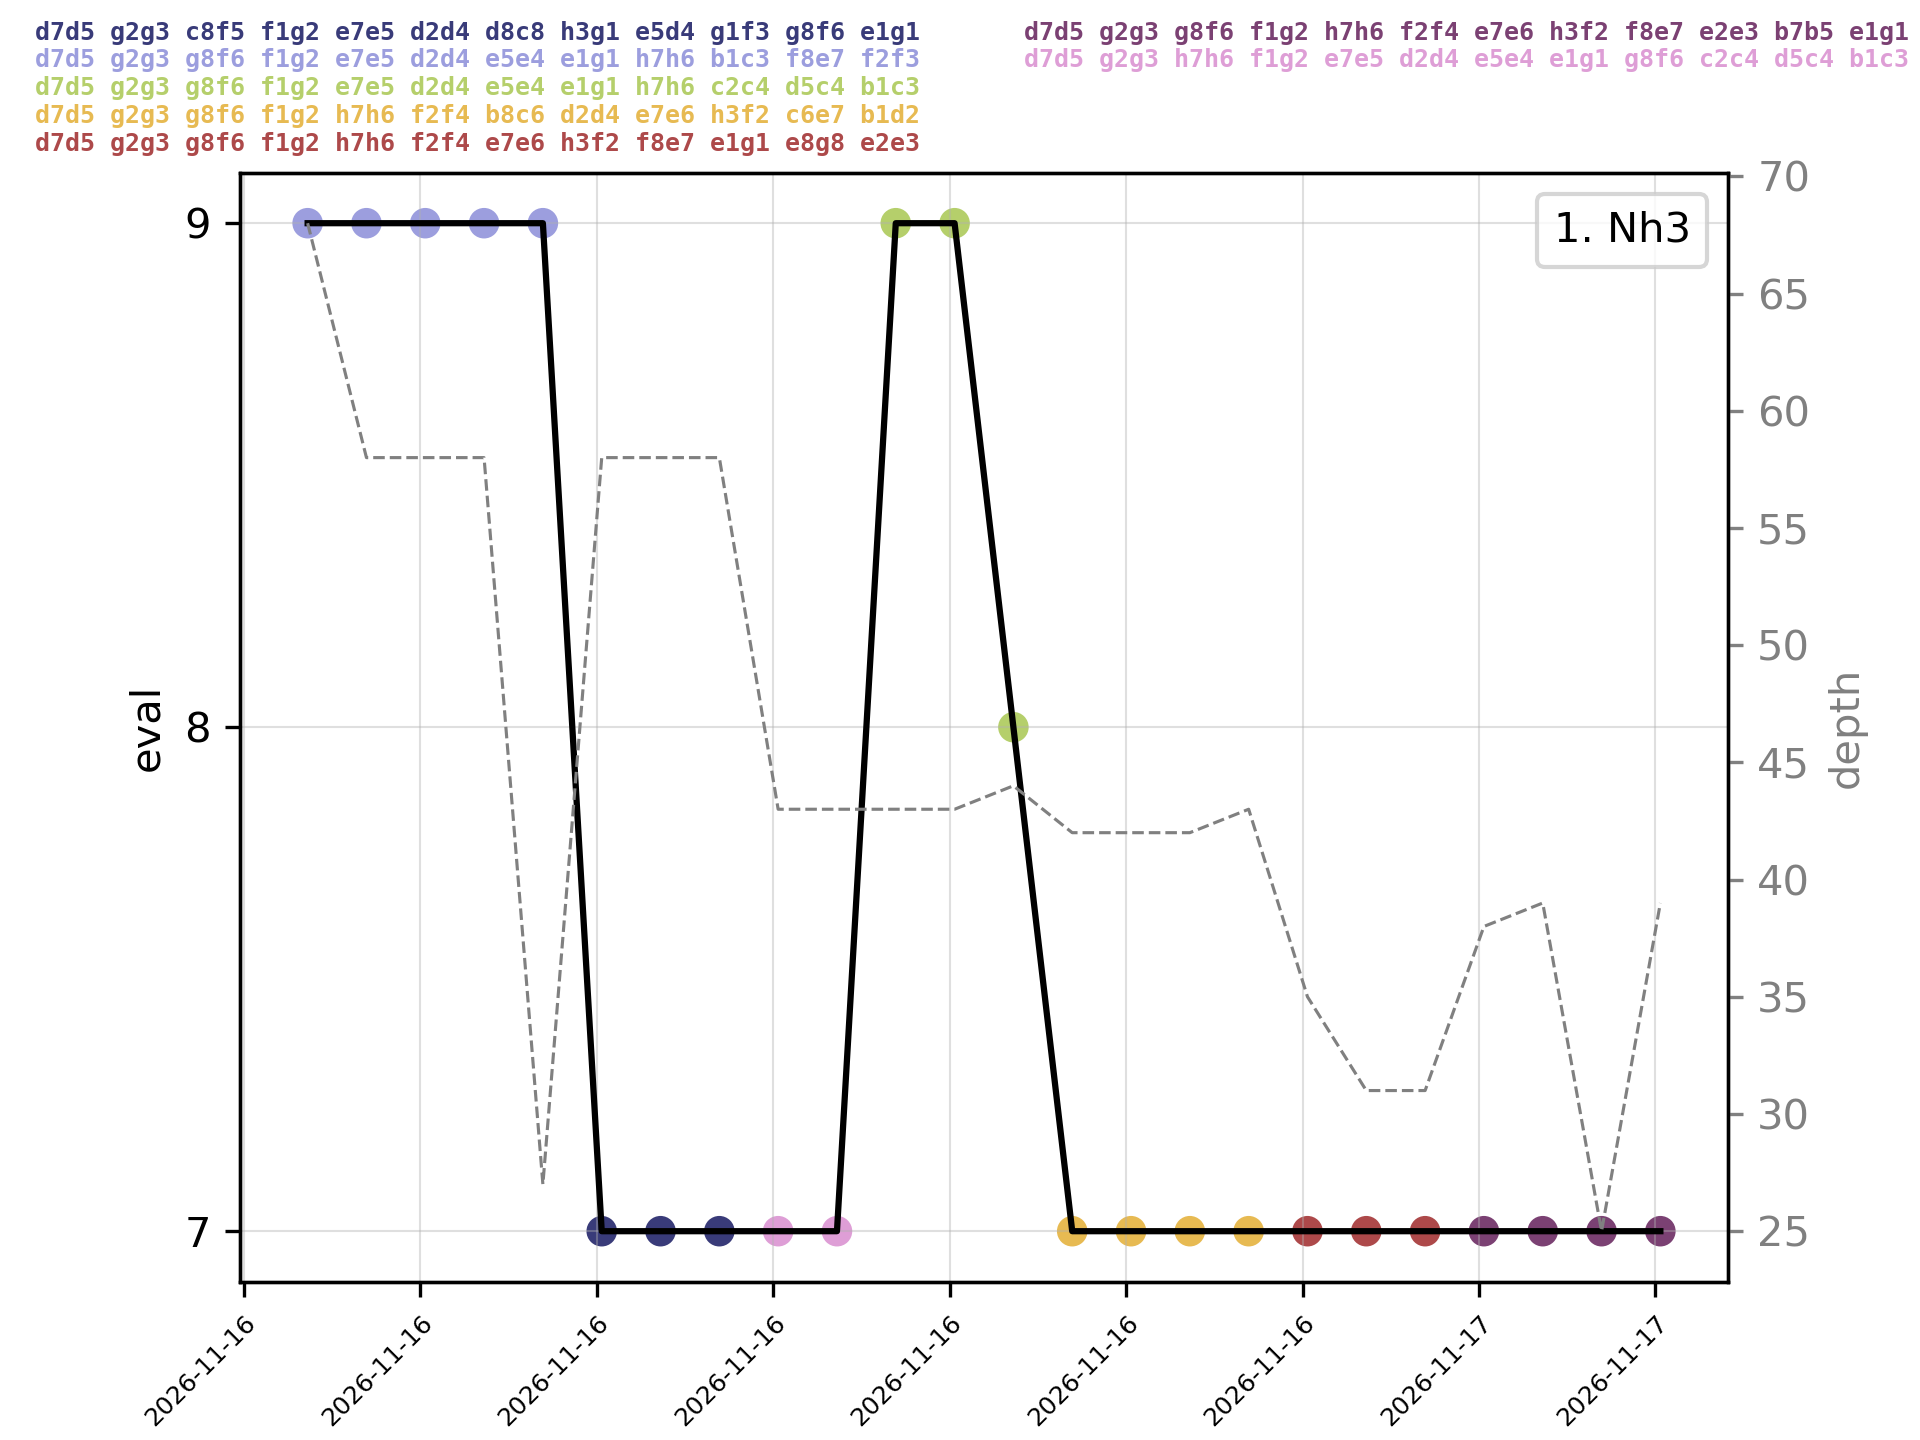 d7d5 g2g3 c8f5 f1g2 e7e5 d2d4 d8c8 h3g1 e5d4 g1f3 g8f6 e1g1
d7d5 g2g3 g8f6 f1g2 e7e5 d2d4 e5e4 e1g1 h7h6 b1c3 f8e7 f2f3
d7d5 g2g3 g8f6 f1g2 e7e5 d2d4 e5e4 e1g1 h7h6 c2c4 d5c4 b1c3
d7d5 g2g3 g8f6 f1g2 h7h6 f2f4 b8c6 d2d4 e7e6 h3f2 c6e7 b1d2
d7d5 g2g3 g8f6 f1g2 h7h6 f2f4 e7e6 h3f2 f8e7 e1g1 e8g8 e2e3
d7d5 g2g3 g8f6 f1g2 h7h6 f2f4 e7e6 h3f2 f8e7 e2e3 b7b5 e1g1
d7d5 g2g3 h7h6 f1g2 e7e5 d2d4 e5e4 e1g1 g8f6 c2c4 d5c4 b1c3
1. Nh3
eval
9
8
7
70
65
60
55
50
45
40
35
30
25
depth
2026-11-16
2026-11-16
2026-11-16
2026-11-16
2026-11-16
2026-11-16
2026-11-16
2026-11-17
2026-11-17